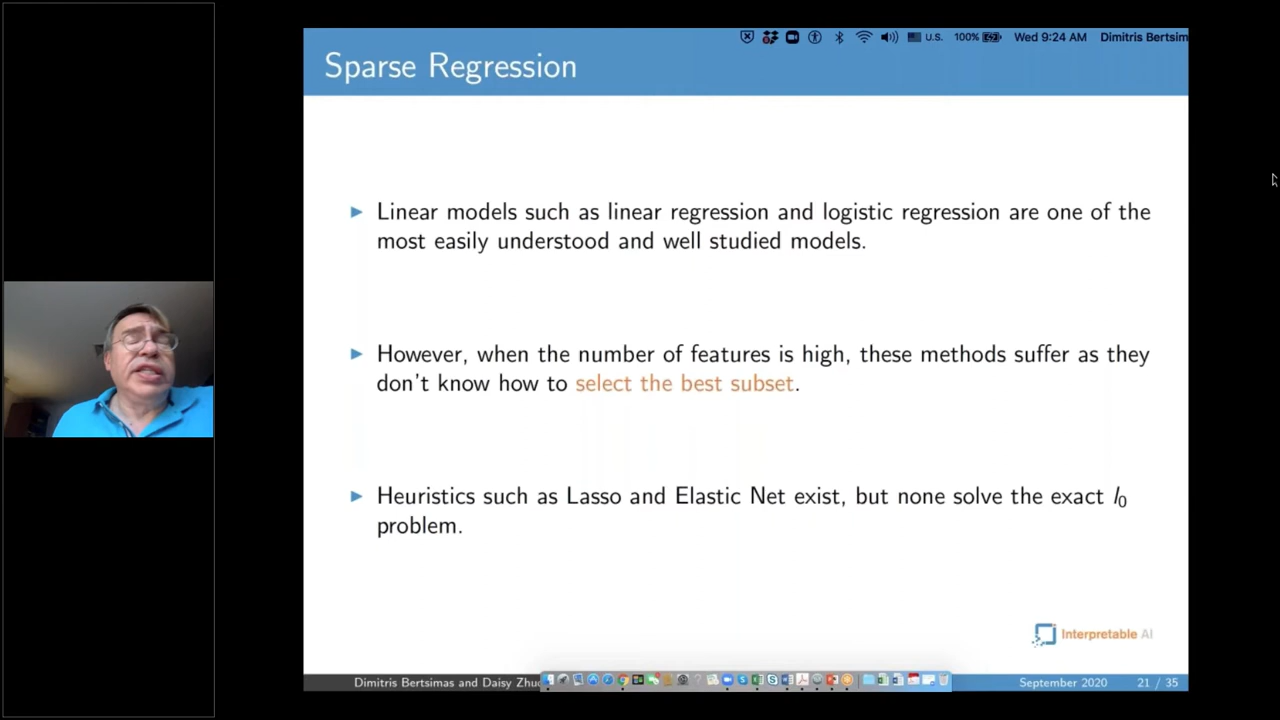 U.S. 100% Wed 9:24 AM Dimitris Bertsim
Sparse Regression
Linear models such as linear regression and logistic regression are one of the
most easily understood and well studied models.
However, when the number of features is high, these methods suffer as they
don't know how to select the best subset.
Heuristics such as Lasso and Elastic Net exist, but none solve the exact l₀
problem.
Interpretable AI
Dimitris Bertsimas and Daisy Zhuo September 2020 21 / 35